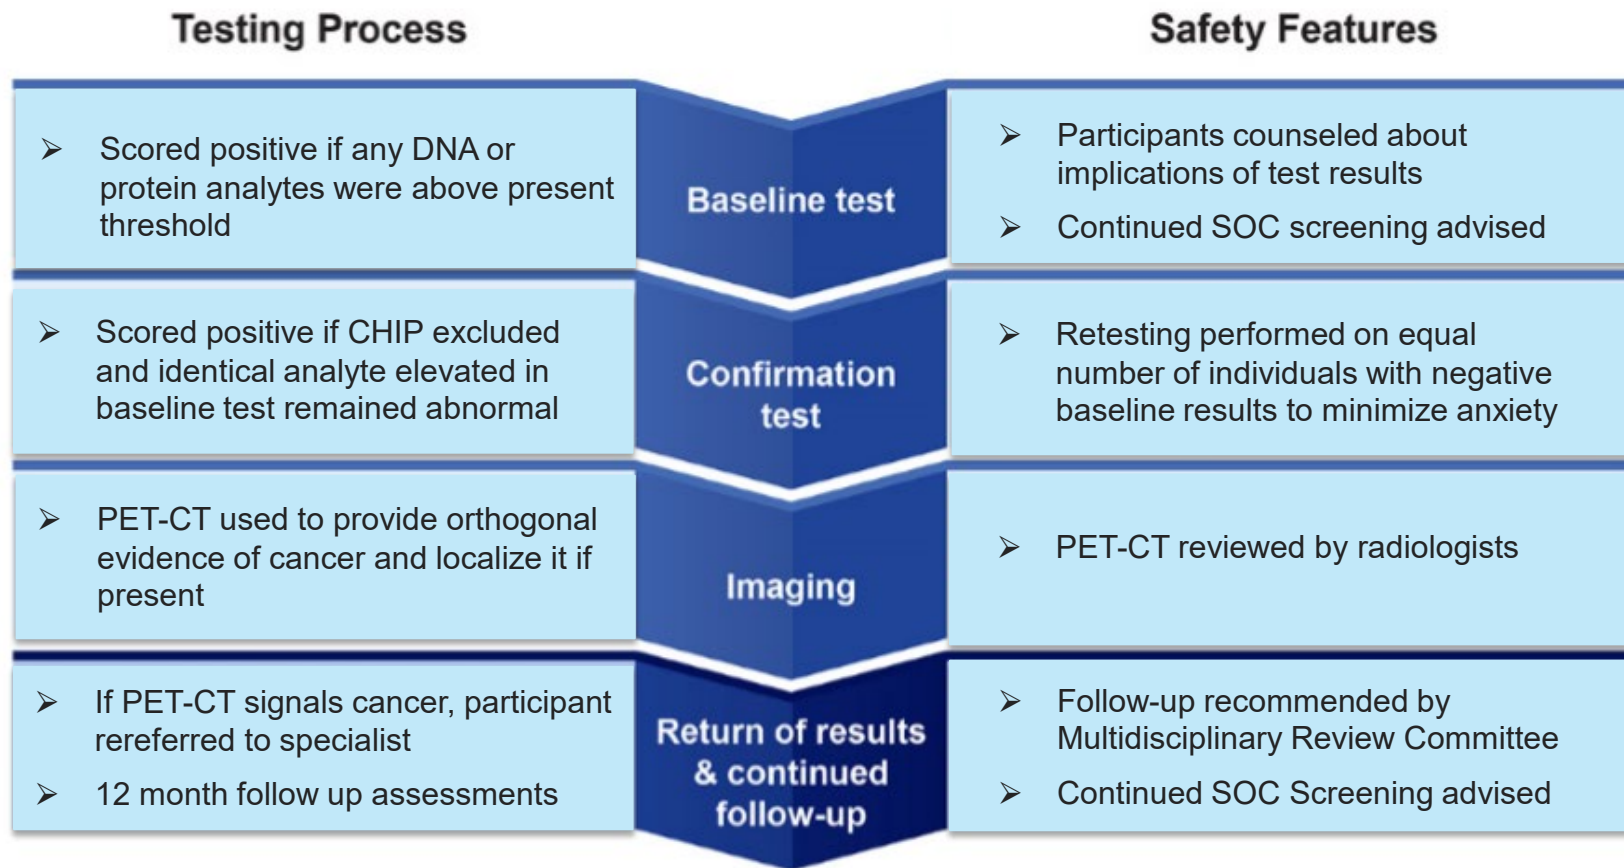 Testing Process
Safety Features
➢ Scored positive if any DNA or
protein analytes were above present
threshold
Baseline test
➢ Participants counseled about
implications of test results
➢ Continued SOC screening advised
➢ Scored positive if CHIP excluded
and identical analyte elevated in
baseline test remained abnormal
Confirmation
test
➢ Retesting performed on equal
number of individuals with negative
baseline results to minimize anxiety
➢ PET-CT used to provide orthogonal
evidence of cancer and localize it if
present
Imaging
➢ PET-CT reviewed by radiologists
➢ If PET-CT signals cancer, participant
rereferred to specialist
➢ 12 month follow up assessments
Return of results
& continued
follow-up
➢ Follow-up recommended by
Multidisciplinary Review Committee
➢ Continued SOC Screening advised